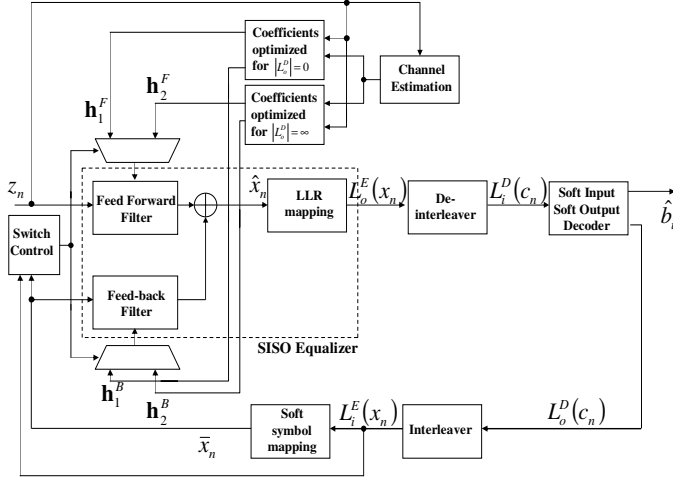 Coefficients
optimized
for |L_o^D|=0
Channel
Estimation
h_1^F
h_2^F
Coefficients
optimized
for |L_o^D|=∞
z_n
Feed Forward
Filter
x̂_n
LLR
mapping
L_o^E(x_n)
De-
interleaver
L_i^D(c_n)
Soft Input
Soft Output
Decoder
Switch
Control
Feed-back
Filter
SISO Equalizer
h_1^B
h_2^B
x̄_n
Soft
symbol
mapping
L_i^E(x_n)
Interleaver
L_o^D(c_n)